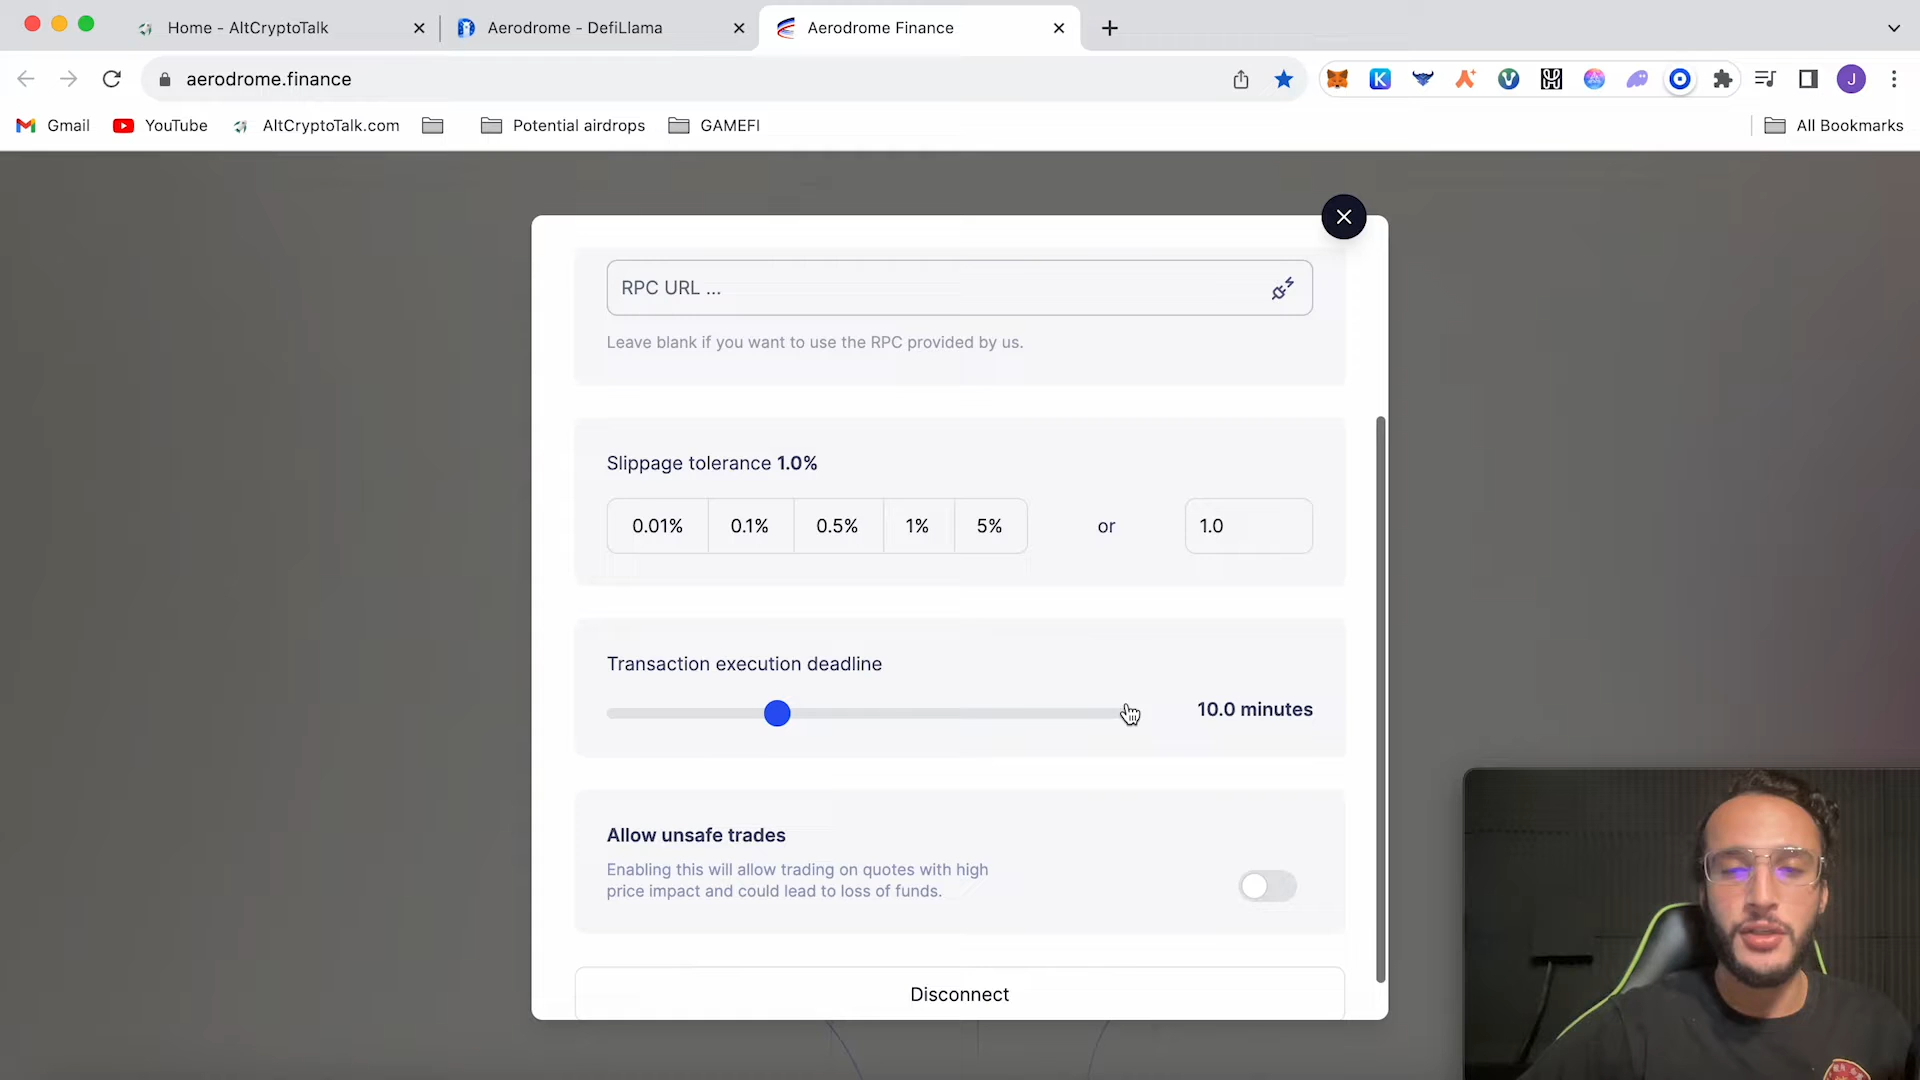 Home - AltCryptoTalk
Aerodrome - DefiLlama
Aerodrome Finance
aerodrome.finance
J
Gmail
YouTube
AltCryptoTalk.com
Potential airdrops
GAMEFI
All Bookmarks
RPC URL ...
Leave blank if you want to use the RPC provided by us.
Slippage tolerance 1.0%
0.01%
0.1%
0.5%
1%
5%
or
1.0
Transaction execution deadline
10.0 minutes
Allow unsafe trades
Enabling this will allow trading on quotes with high
price impact and could lead to loss of funds.
Disconnect